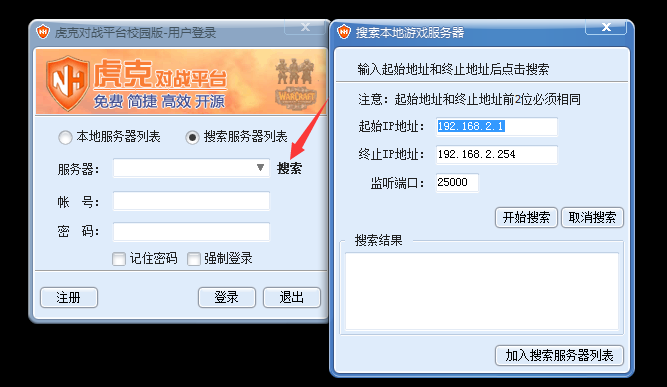 虎克对战平台校园版-用户登录
NH 虎克对战平台
免费 简捷 高效 开源
WARCRAFT
本地服务器列表 搜索服务器列表
服务器： 搜索
帐 号：
密 码：
记住密码 强制登录
注册 登录 退出
搜索本地游戏服务器
输入起始地址和终止地址后点击搜索
注意：起始地址和终止地址前2位必须相同
起始IP地址： 192.168.2.1
终止IP地址： 192.168.2.254
监听端口： 25000
开始搜索 取消搜索
搜索结果
加入搜索服务器列表